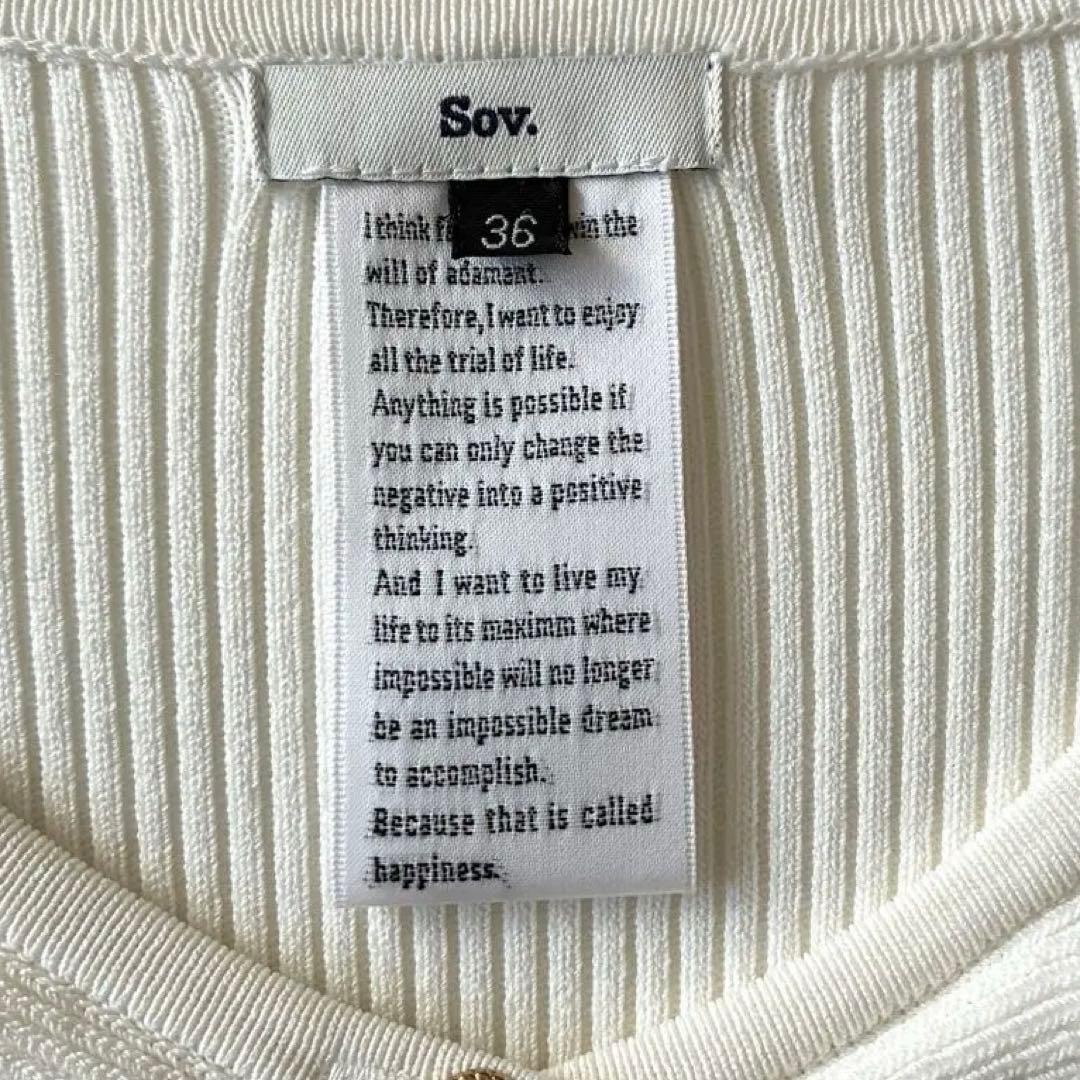 Sov.
36
I think win the
will of adamant.
Therefore,I want to enjoy
all the trial of life.
Anything is possible if
you can only change the
negative into a positive
thinking.
And I want to live my
life to its maximm where
impossible will no longer
be an impossible dream
to accomplish.
Because that is called
happiness.